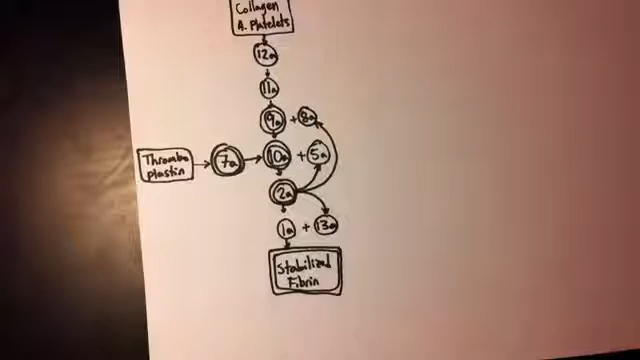 Collagen
A. Platelets
12a
11a
9a + 8a
Thrombo
plastin
7a
10a + 5a
2a
1a + 13a
Stabilized
Fibrin